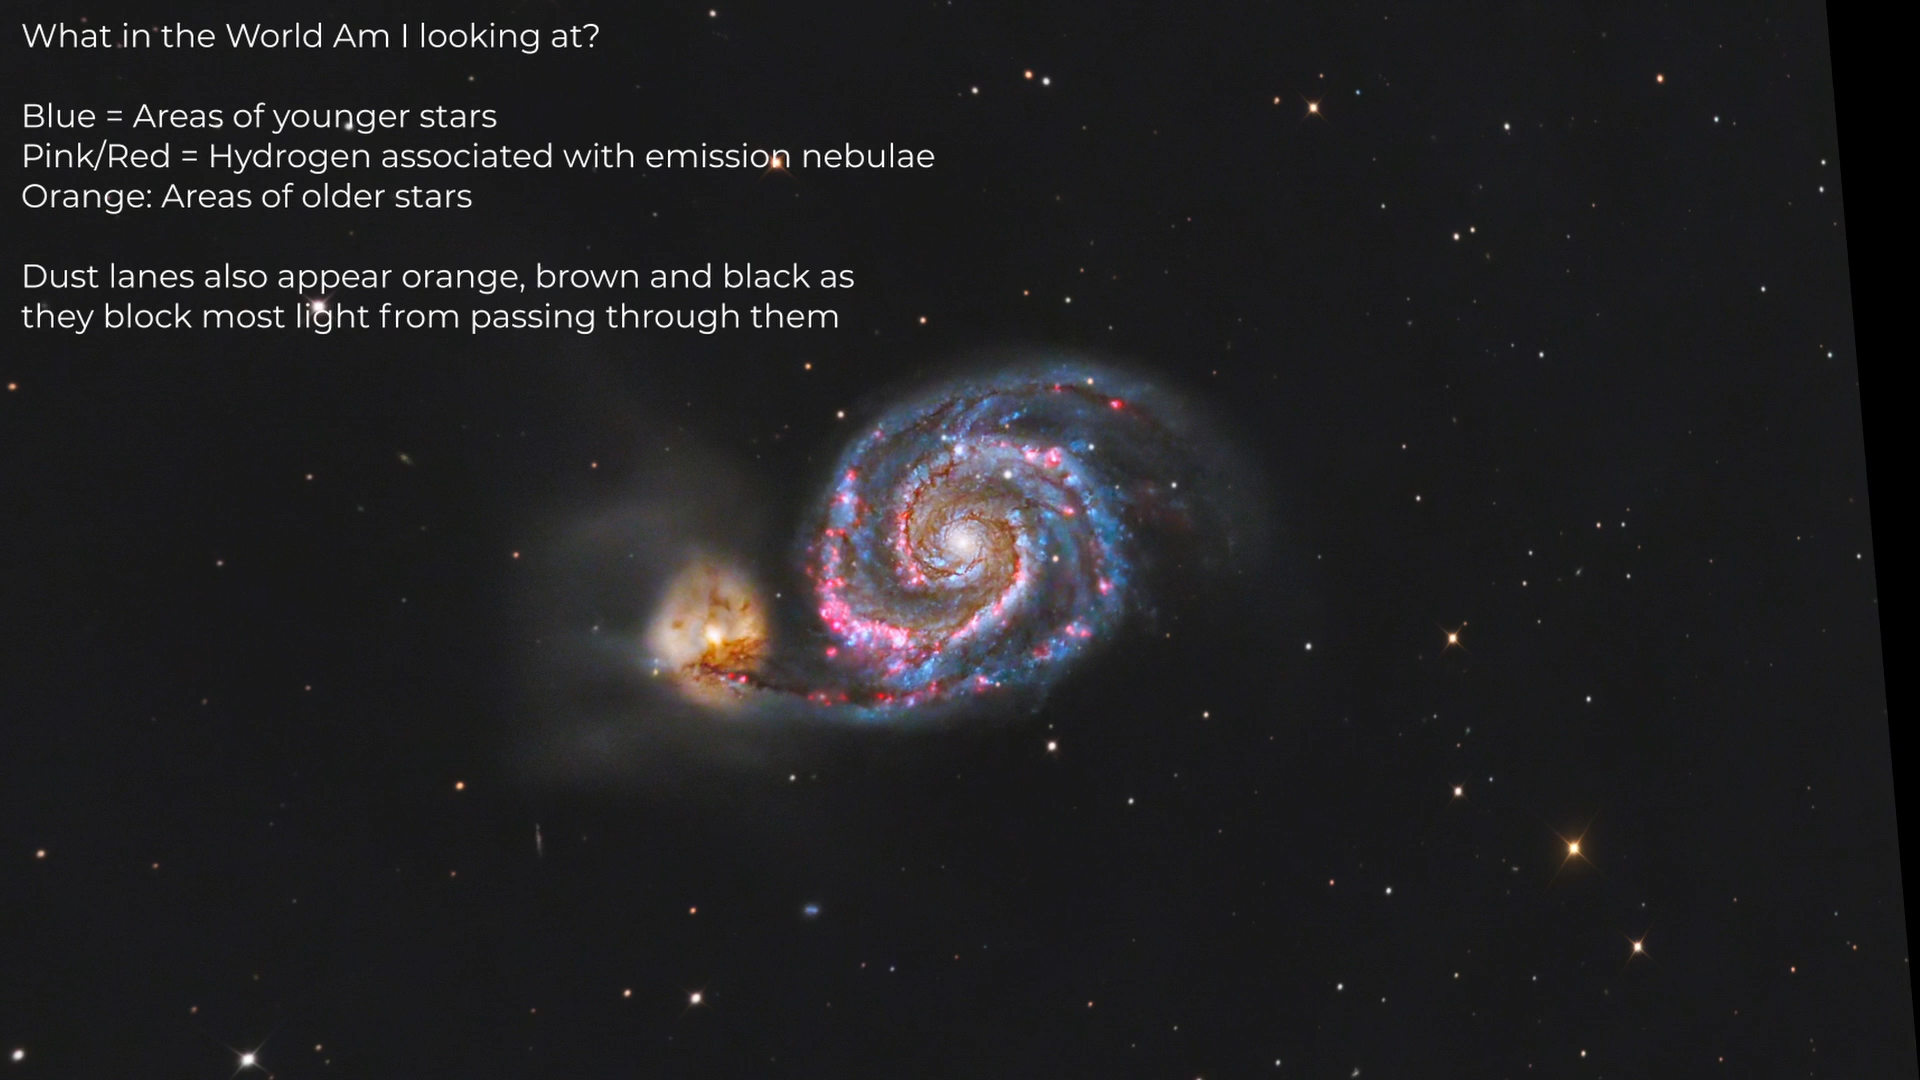 What in the World Am I looking at?
Blue = Areas of younger stars
Pink/Red = Hydrogen associated with emission nebulae
Orange: Areas of older stars
Dust lanes also appear orange, brown and black as
they block most light from passing through them